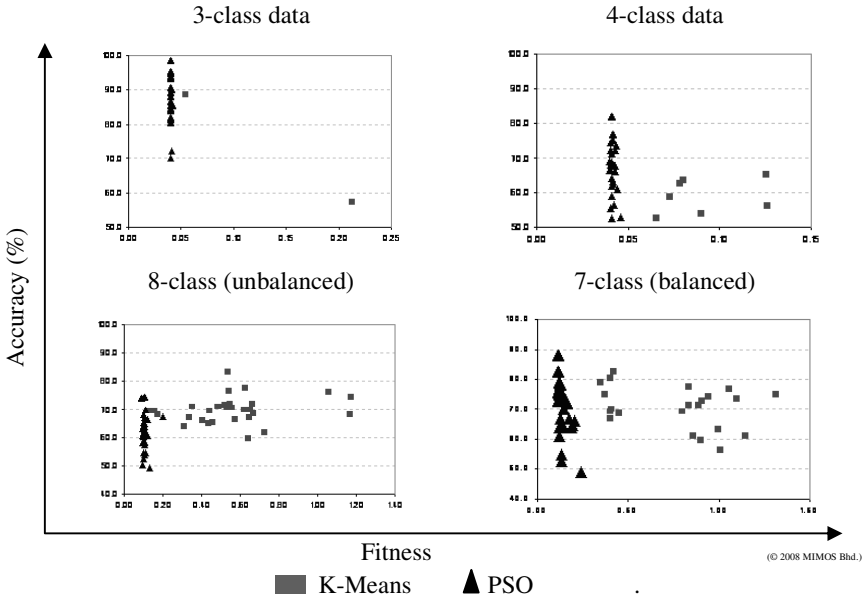 3-class data
4-class data
100.0
90.0
80.0
70.0
60.0
50.0
0.00 0.05 0.10 0.15 0.20 0.25
100.0
90.0
80.0
70.0
60.0
50.0
0.00 0.05 0.10 0.15
Accuracy (%)
8-class (unbalanced)
7-class (balanced)
100.0
90.0
80.0
70.0
60.0
50.0
40.0
0.00 0.20 0.40 0.60 0.80 1.00 1.20 1.40
100.0
90.0
80.0
70.0
60.0
50.0
40.0
0.00 0.50 1.00 1.50
Fitness
(© 2008 MIMOS Bhd.)
K-Means PSO .